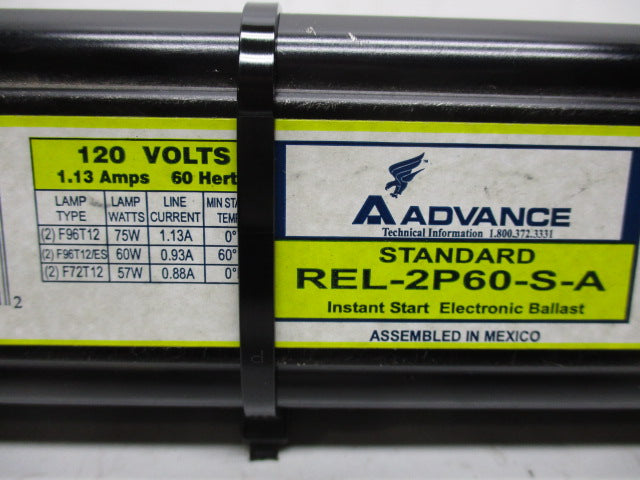 120 VOLTS
1.13 Amps 60 Hert
LAMP TYPE LAMP WATTS LINE CURRENT MIN STA TEM
(2) F96T12 75W 1.13A 0°
(2) F96T12/ES 60W 0.93A 60°
(2) F72T12 57W 0.88A 0°
2
ADVANCE
Technical Information 1.800.372.3331
STANDARD
REL-2P60-S-A
Instant Start Electronic Ballast
ASSEMBLED IN MEXICO